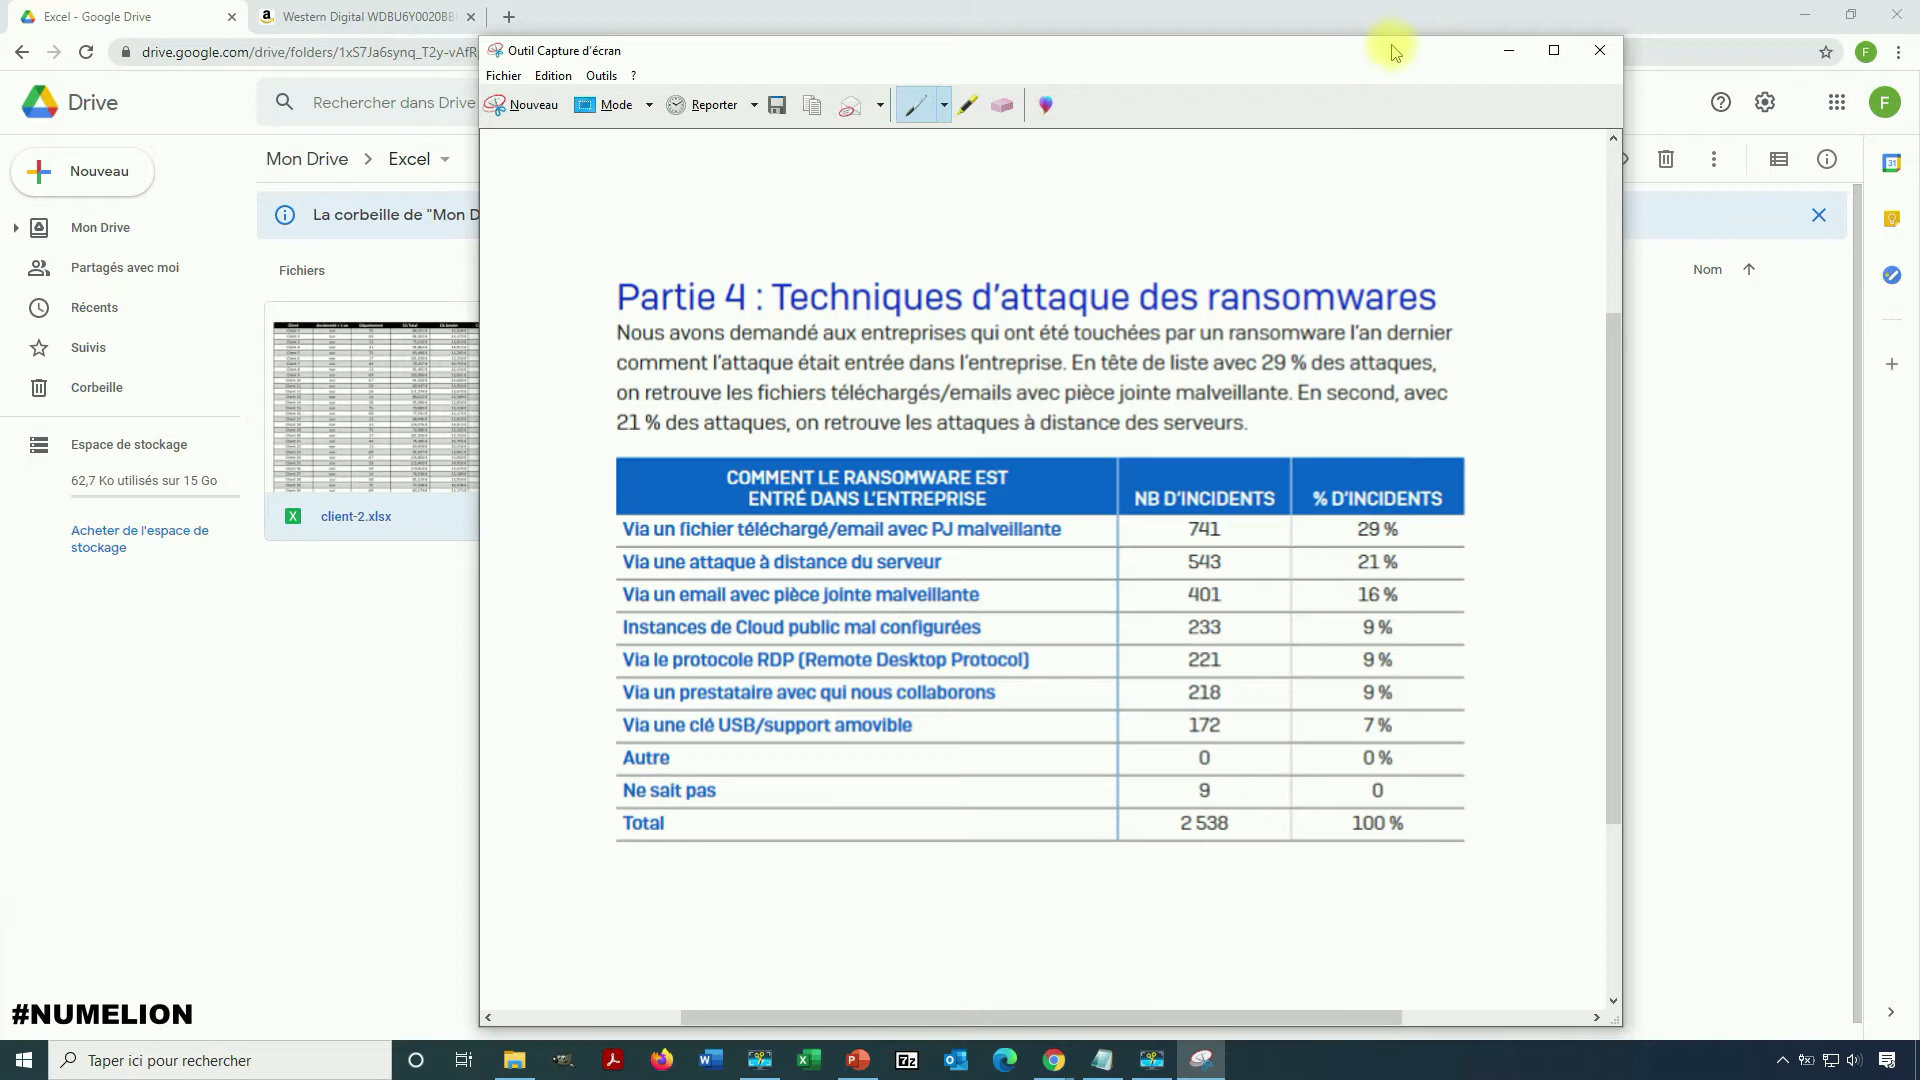 Excel - Google Drive
Western Digital WDBU6Y0020BB
drive.google.com/drive/folders/1xS7Ja6synq_T2y-vAfR
F
Outil Capture d'écran
Fichier Edition Outils ?
Nouveau Mode Reporter
Drive
Rechercher dans Drive
F
Nouveau
Mon Drive > Excel
31
La corbeille de "Mon D
Mon Drive
Partagés avec moi
Récents
Suivis
Corbeille
Espace de stockage
62,7 Ko utilisés sur 15 Go
Acheter de l'espace de
stockage
Fichiers
Nom
client-2.xlsx
Partie 4 : Techniques d'attaque des ransomwares
Nous avons demandé aux entreprises qui ont été touchées par un ransomware l'an dernier
comment l'attaque était entrée dans l'entreprise. En tête de liste avec 29 % des attaques,
on retrouve les fichiers téléchargés/emails avec pièce jointe malveillante. En second, avec
21 % des attaques, on retrouve les attaques à distance des serveurs.
COMMENT LE RANSOMWARE EST
ENTRÉ DANS L'ENTREPRISE NB D'INCIDENTS % D'INCIDENTS
Via un fichier téléchargé/email avec PJ malveillante 741 29 %
Via une attaque à distance du serveur 543 21 %
Via un email avec pièce jointe malveillante 401 16 %
Instances de Cloud public mal configurées 233 9 %
Via le protocole RDP (Remote Desktop Protocol) 221 9 %
Via un prestataire avec qui nous collaborons 218 9 %
Via une clé USB/support amovible 172 7 %
Autre 0 0 %
Ne sait pas 9 0
Total 2 538 100 %
#NUMELION
Taper ici pour rechercher